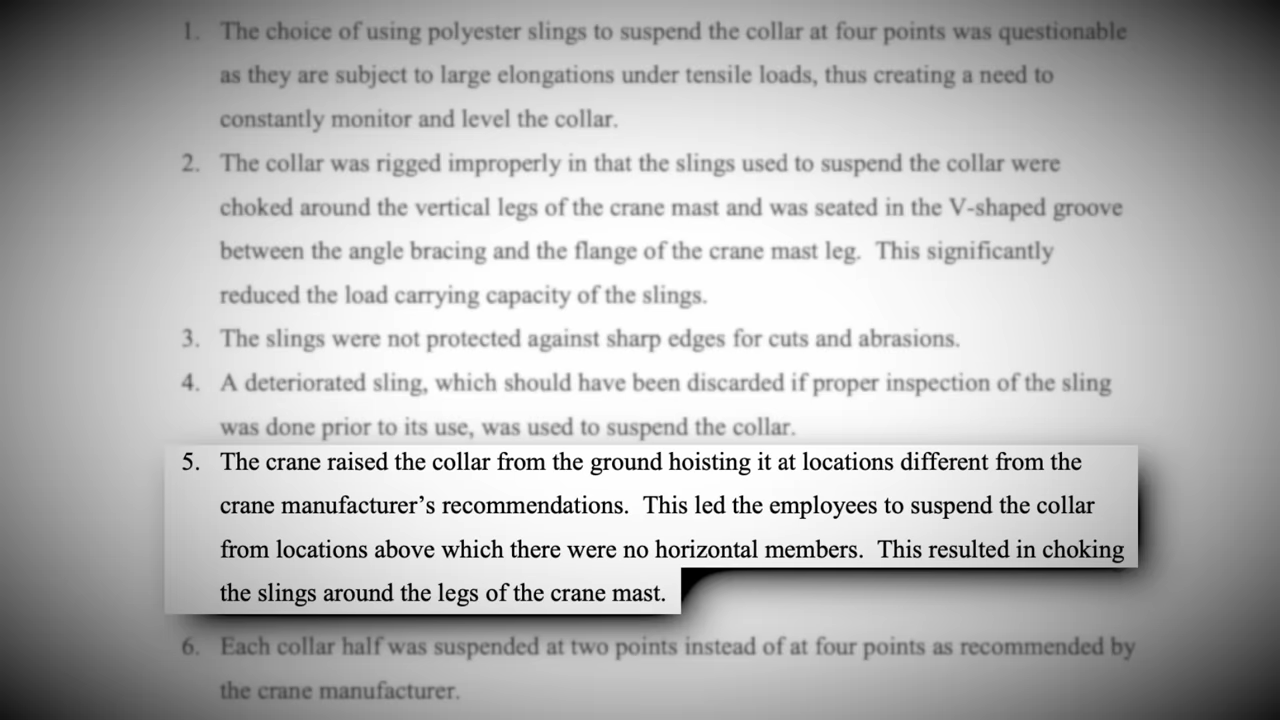 1. The choice of using polyester slings to suspend the collar at four points was questionable
as they are subject to large elongations under tensile loads, thus creating a need to
constantly monitor and level the collar.
2. The collar was rigged improperly in that the slings used to suspend the collar were
choked around the vertical legs of the crane mast and was seated in the V-shaped groove
between the angle bracing and the flange of the crane mast leg. This significantly
reduced the load carrying capacity of the slings.
3. The slings were not protected against sharp edges for cuts and abrasions.
4. A deteriorated sling, which should have been discarded if proper inspection of the sling
was done prior to its use, was used to suspend the collar.
5. The crane raised the collar from the ground hoisting it at locations different from the
crane manufacturer’s recommendations. This led the employees to suspend the collar
from locations above which there were no horizontal members. This resulted in choking
the slings around the legs of the crane mast.
6. Each collar half was suspended at two points instead of at four points as recommended by
the crane manufacturer.